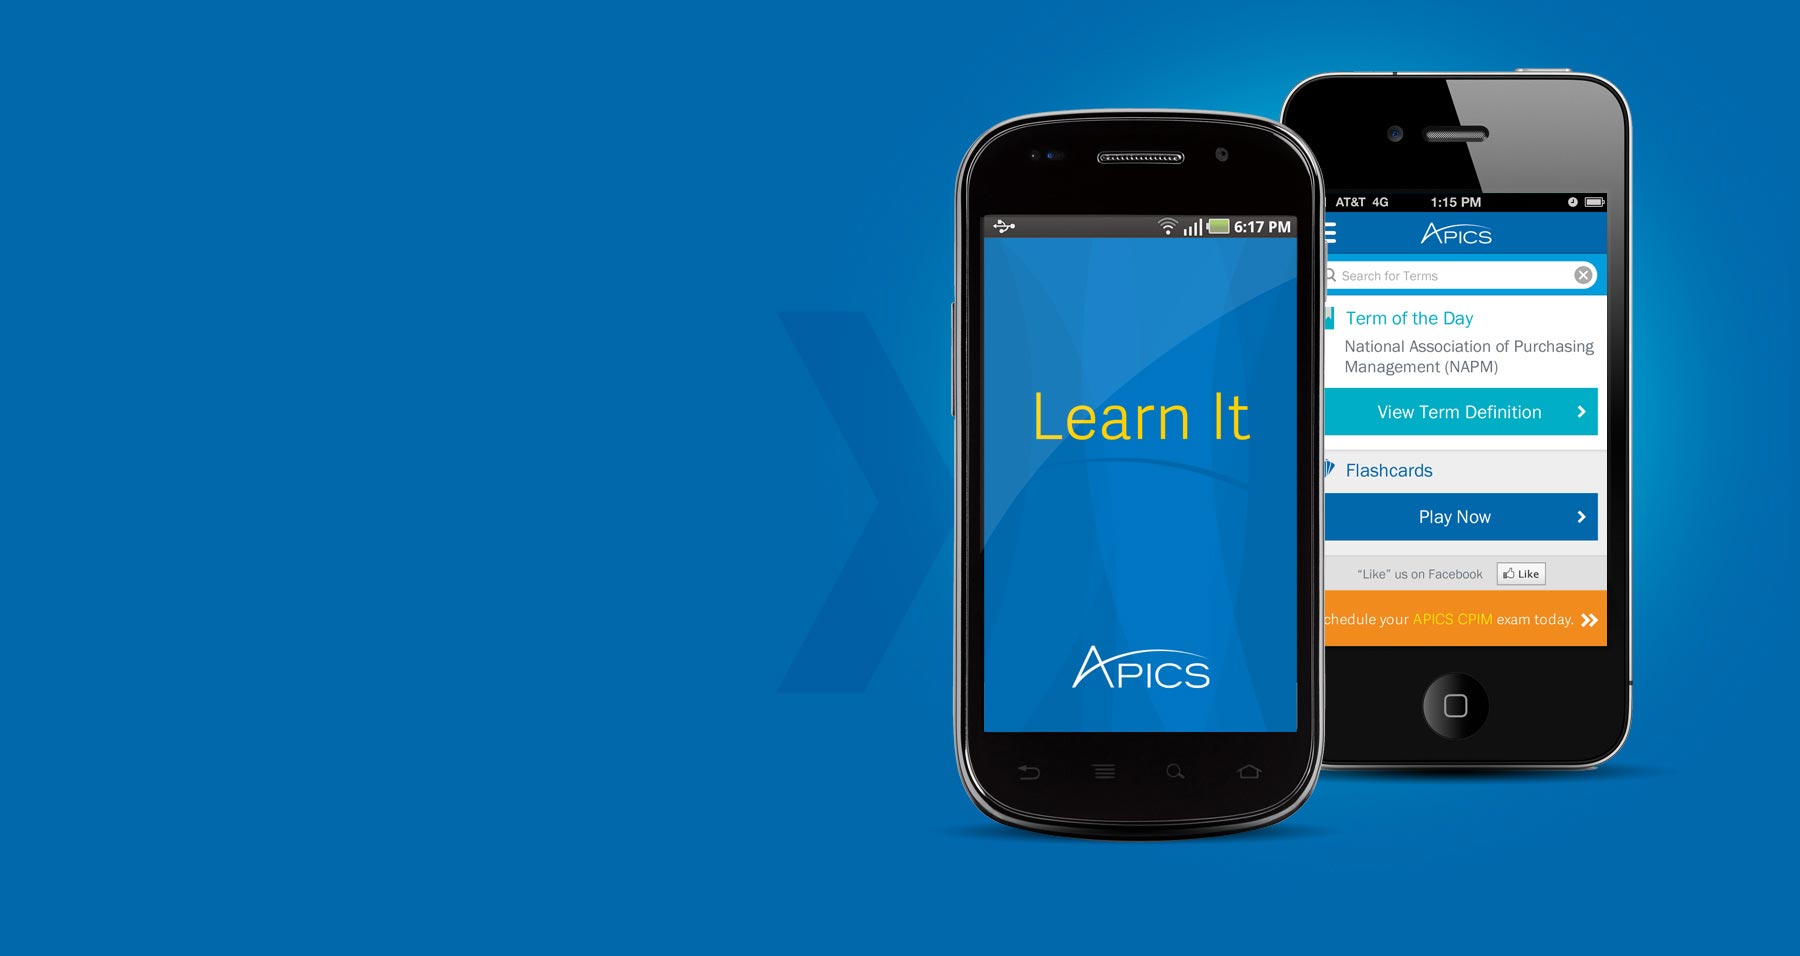 6:17 PM
Learn It
APICS
AT&T 4G 1:15 PM
APICS
Search for Terms
Term of the Day
National Association of Purchasing
Management (NAPM)
View Term Definition
Flashcards
Play Now
“Like” us on Facebook Like
chedule your APICS CPIM exam today.